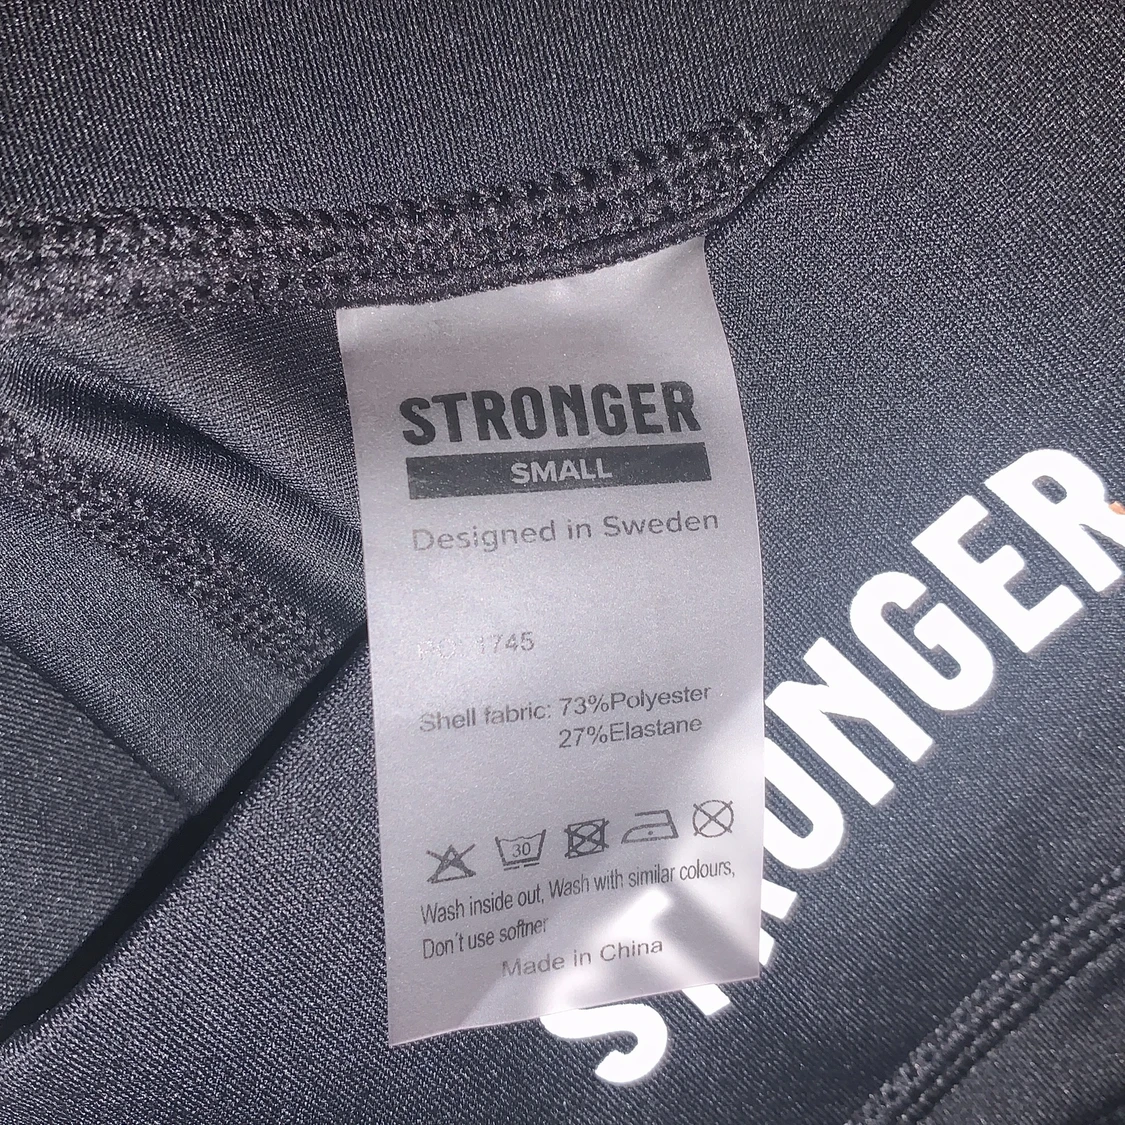 STRONGER
SMALL
Designed in Sweden
1745
Shell fabric: 73%Polyester
27%Elastane
30
Wash inside out, Wash with similar colours,
Don't use softner
Made in China
STRONGER